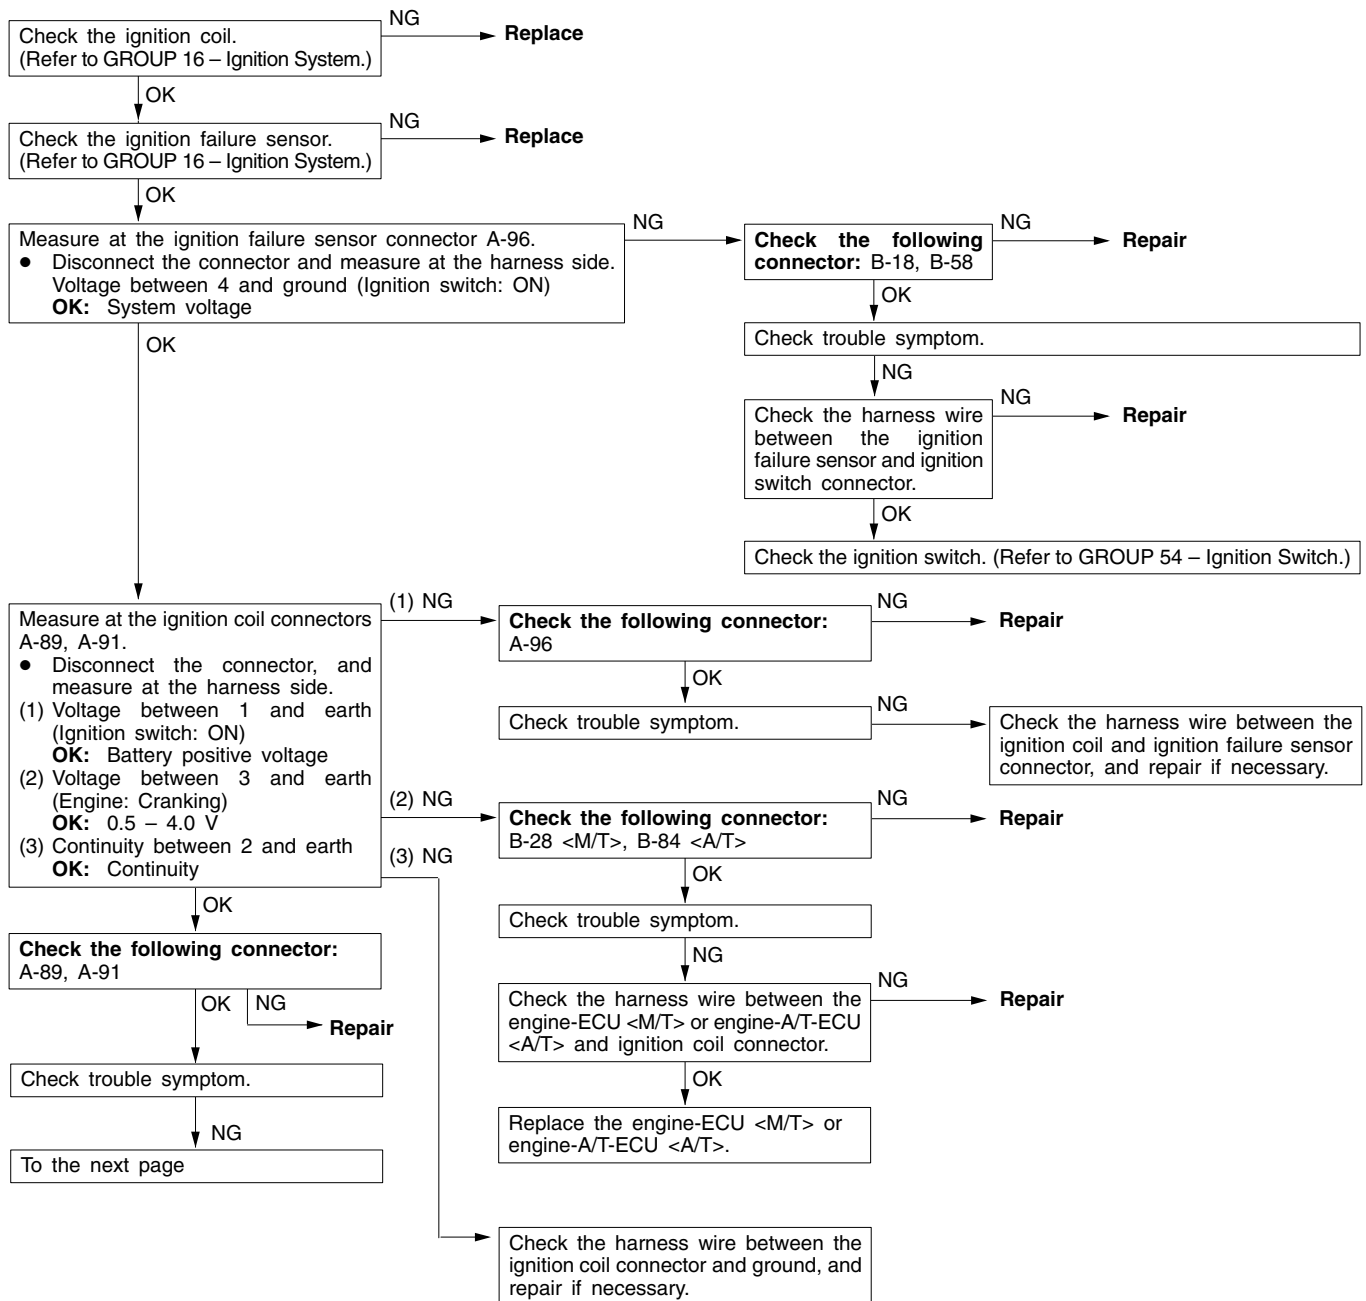 NG
Check the ignition coil.
(Refer to GROUP 16 – Ignition System.)
Replace
OK
NG
Check the ignition failure sensor.
(Refer to GROUP 16 – Ignition System.)
Replace
OK
Measure at the ignition failure sensor connector A-96.
● Disconnect the connector and measure at the harness side.
Voltage between 4 and ground (Ignition switch: ON)
OK: System voltage
NG
Check the following
connector: B-18, B-58
NG
Repair
OK
Check trouble symptom.
NG
Check the harness wire
between the ignition
failure sensor and ignition
switch connector.
NG
Repair
OK
Check the ignition switch. (Refer to GROUP 54 – Ignition Switch.)
OK
Measure at the ignition coil connectors
A-89, A-91.
● Disconnect the connector, and
measure at the harness side.
(1) Voltage between 1 and earth
(Ignition switch: ON)
OK: Battery positive voltage
(2) Voltage between 3 and earth
(Engine: Cranking)
OK: 0.5 – 4.0 V
(3) Continuity between 2 and earth
OK: Continuity
(1) NG
Check the following connector:
A-96
NG
Repair
OK
Check trouble symptom.
NG
Check the harness wire between the
ignition coil and ignition failure sensor
connector, and repair if necessary.
(2) NG
Check the following connector:
B-28 <M/T>, B-84 <A/T>
NG
Repair
OK
Check trouble symptom.
NG
Check the harness wire between the
engine-ECU <M/T> or engine-A/T-ECU
<A/T> and ignition coil connector.
NG
Repair
OK
Replace the engine-ECU <M/T> or
engine-A/T-ECU <A/T>.
(3) NG
Check the harness wire between the
ignition coil connector and ground, and
repair if necessary.
OK
Check the following connector:
A-89, A-91
OK
NG
Repair
Check trouble symptom.
NG
To the next page